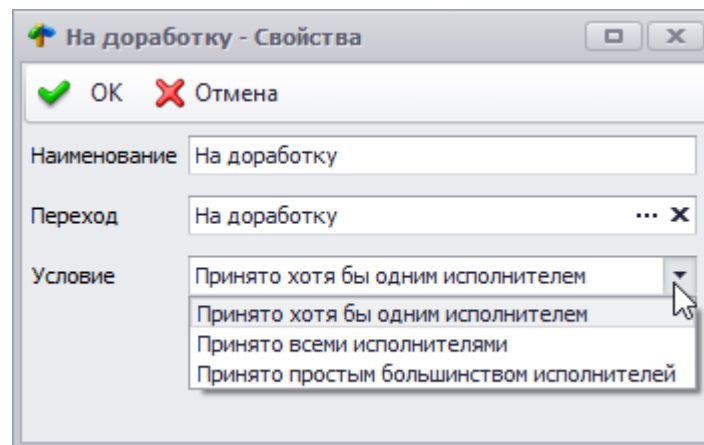 На доработку - Свойства
ОК Отмена
Наименование На доработку
Переход На доработку
Условие Принято хотя бы одним исполнителем
Принято хотя бы одним исполнителем
Принято всеми исполнителями
Принято простым большинством исполнителей